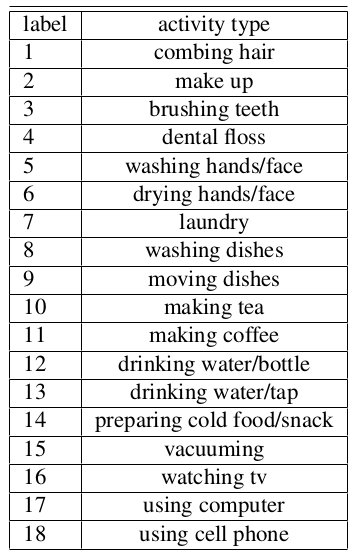 label activity type
1 combing hair
2 make up
3 brushing teeth
4 dental floss
5 washing hands/face
6 drying hands/face
7 laundry
8 washing dishes
9 moving dishes
10 making tea
11 making coffee
12 drinking water/bottle
13 drinking water/tap
14 preparing cold food/snack
15 vacuuming
16 watching tv
17 using computer
18 using cell phone